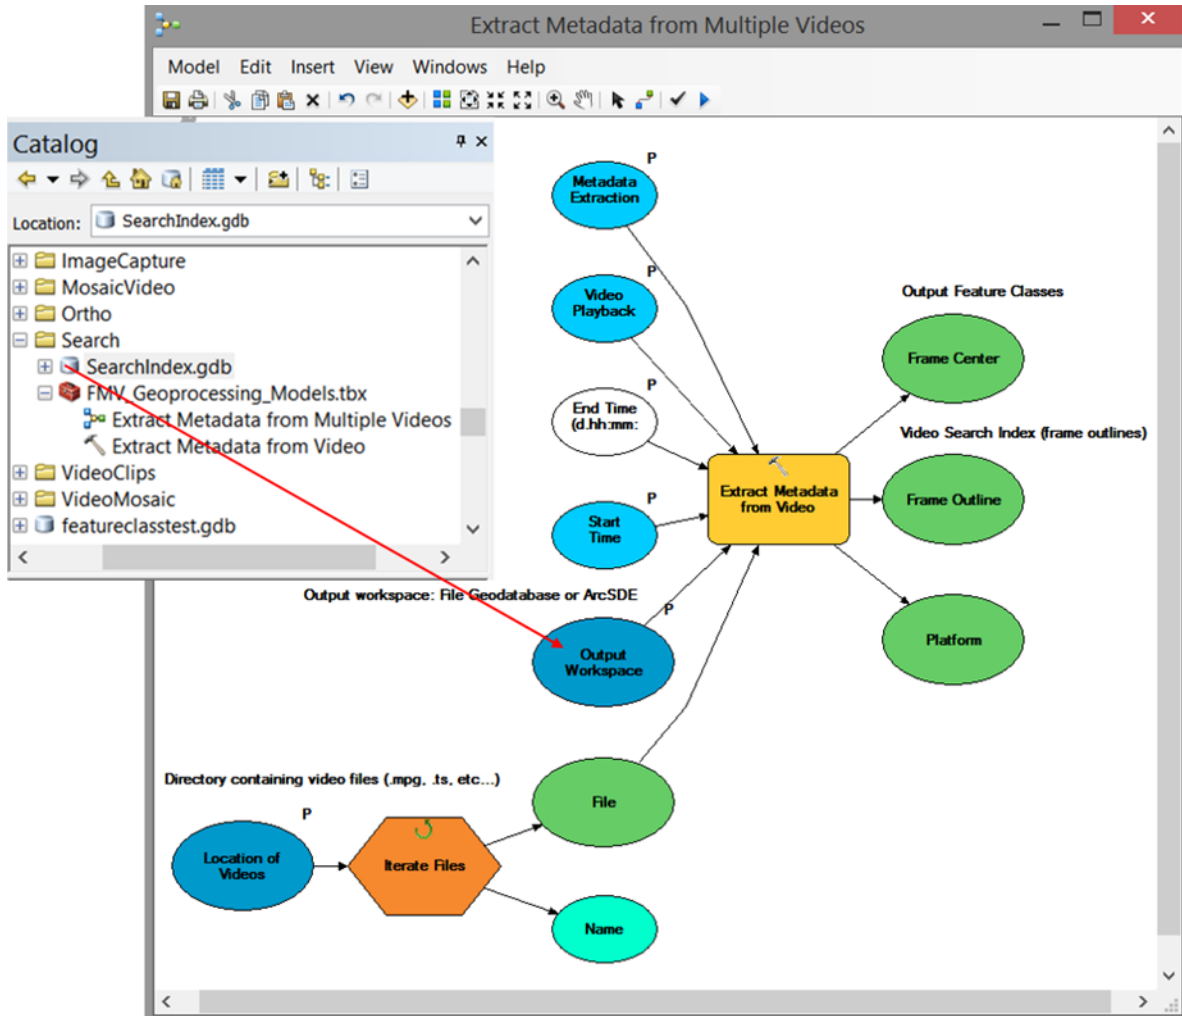 Extract Metadata from Multiple Videos
Model Edit Insert View Windows Help
Catalog
Location: SearchIndex.gdb
ImageCapture
MosaicVideo
Ortho
Search
SearchIndex.gdb
FMV_Geoprocessing_Models.tbx
Extract Metadata from Multiple Videos
Extract Metadata from Video
VideoClips
VideoMosaic
featureclasstest.gdb
P
Metadata
Extraction
P
Video
Playback
P
End Time
(d.hh:mm:
P
Start
Time
Output workspace: File Geodatabase or ArcSDE
P
Output
Workspace
Extract Metadata
from Video
Output Feature Classes
Frame Center
Video Search Index (frame outlines)
Frame Outline
Platform
Directory containing video files (.mpg, .ts, etc...)
P
Location of
Videos
Iterate Files
File
Name